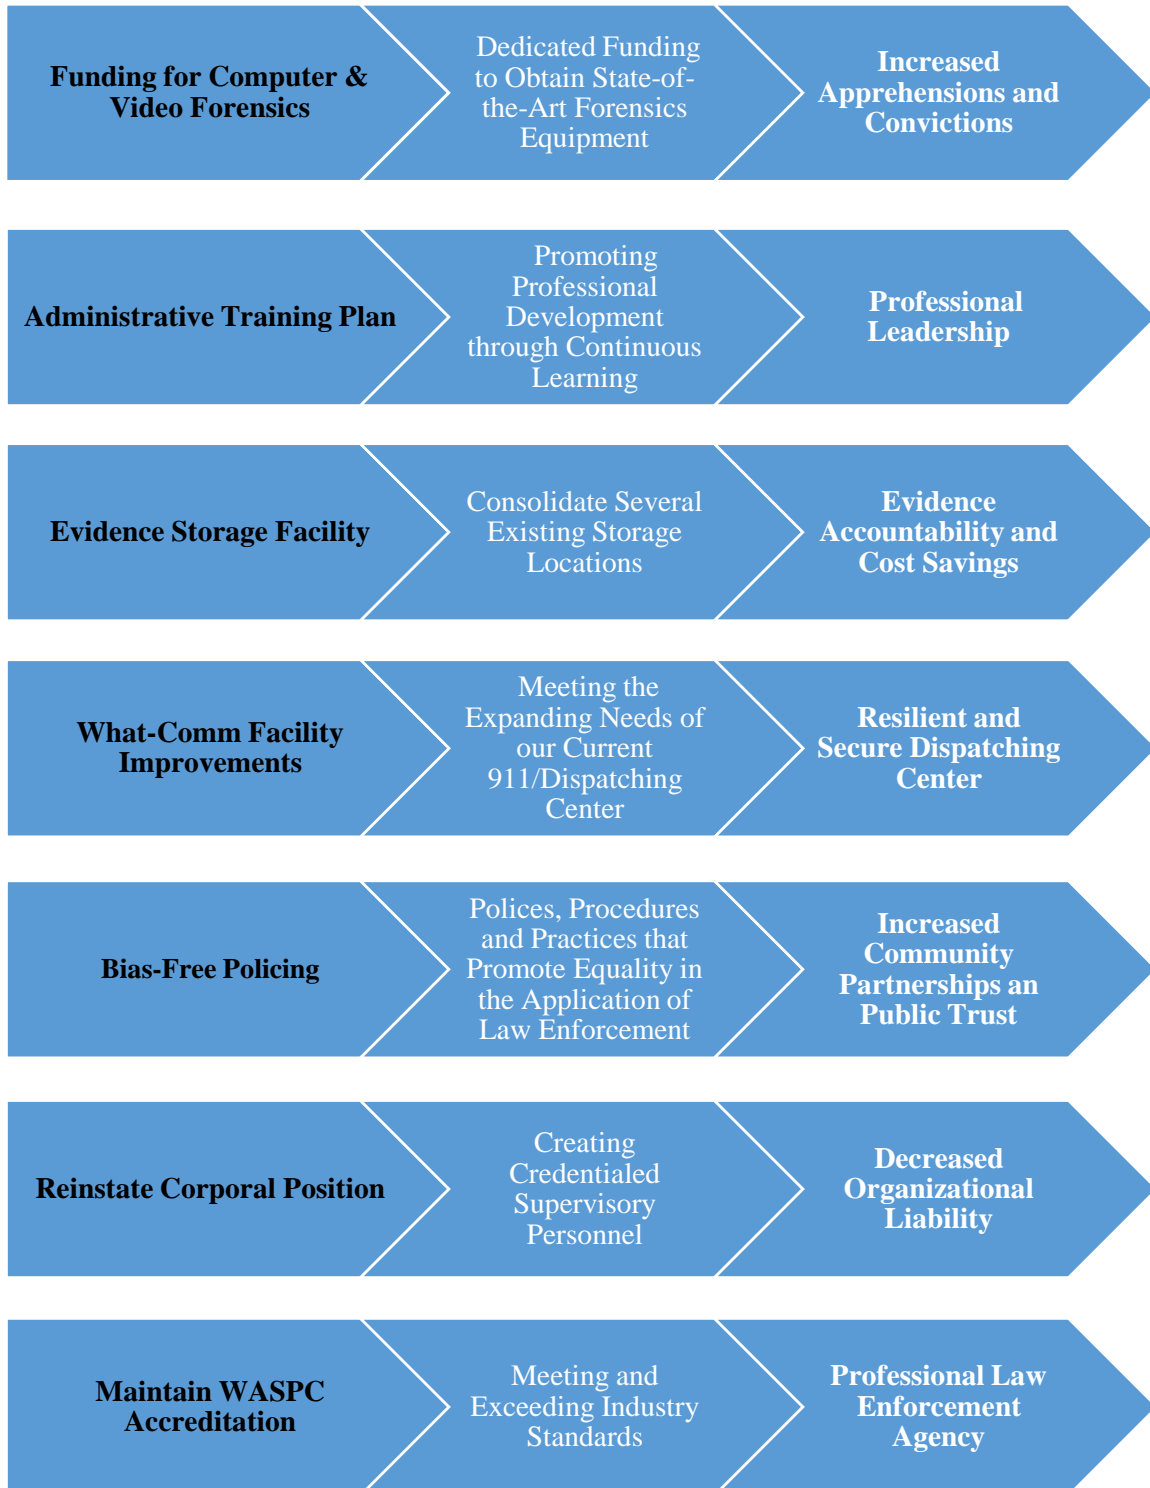 Funding for Computer &
Video Forensics
Dedicated Funding
to Obtain State-of-
the-Art Forensics
Equipment
Increased
Apprehensions and
Convictions
Administrative Training Plan
Promoting
Professional
Development
through Continuous
Learning
Professional
Leadership
Evidence Storage Facility
Consolidate Several
Existing Storage
Locations
Evidence
Accountability and
Cost Savings
What-Comm Facility
Improvements
Meeting the
Expanding Needs of
our Current
911/Dispatching
Center
Resilient and
Secure Dispatching
Center
Bias-Free Policing
Polices, Procedures
and Practices that
Promote Equality in
the Application of
Law Enforcement
Increased
Community
Partnerships an
Public Trust
Reinstate Corporal Position
Creating
Credentialed
Supervisory
Personnel
Decreased
Organizational
Liability
Maintain WASPC
Accreditation
Meeting and
Exceeding Industry
Standards
Professional Law
Enforcement
Agency